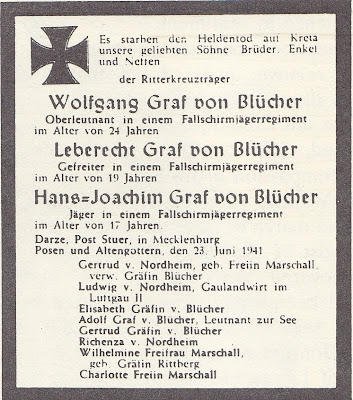 Es starben den Heldentod auf Kreta
unsere geliebten Söhne Brüder, Enkel
und Neffen
der Ritterkreuzträger
Wolfgang Graf von Blücher
Oberleutnant in einem Fallschirmjägerregiment
im Alter von 24 Jahren
Leberecht Graf von Blücher
Gefreiter in einem Fallschirmjägerregiment
im Alter von 19 Jahren
Hans=Joachim Graf von Blücher
Jäger in einem Fallschirmjägerregiment
im Alter von 17 Jahren.
Darze, Post Stuer, in Mecklenburg
Posen und Altengottern, den 23. Juni 1941
Gertrud v. Nordheim, geb. Freiin Marschall,
verw. Gräfin Blücher
Ludwig v. Nordheim, Gaulandwirt im
Luttgau II
Elisabeth Gräfin v. Blücher
Adolf Graf v. Blücher, Leutnant zur See
Gertrud Gräfin v. Blücher
Richenza v. Nordheim
Wilhelmine Freifrau Marschall,
geb. Gräfin Rittberg
Charlotte Freiin Marschall